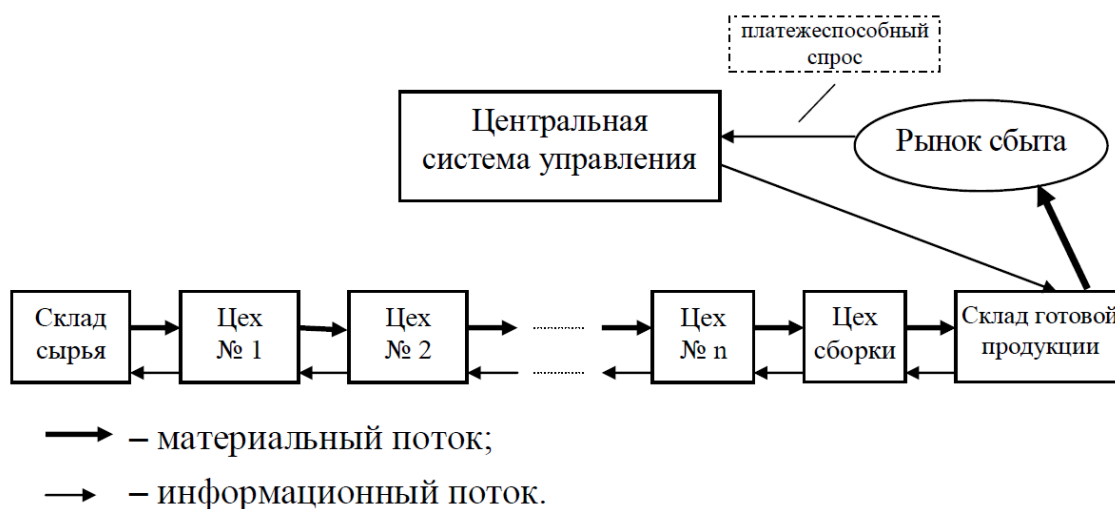 платежеспособный
спрос
Центральная
система управления
Рынок сбыта
Склад
сырья
Цех
№ 1
Цех
№ 2
Цех
№ n
Цех
сборки
Склад готовой
продукции
– материальный поток;
– информационный поток.